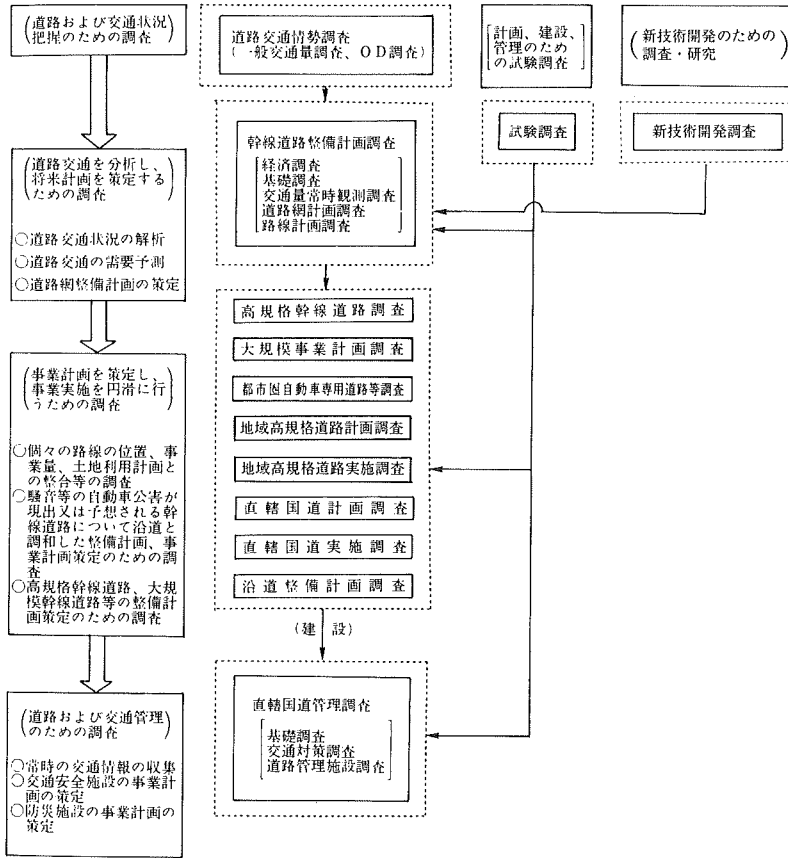 (道路および交通状況
把握のための調査)
(道路交通を分析し、
将来計画を策定する
ための調査)
○道路交通状況の解析
○道路交通の需要予測
○道路網整備計画の策定
(事業計画を策定し、
事業実施を円滑に行
うための調査)
○個々の路線の位置、事
業量、土地利用計画と
の整合等の調査
○騒音等の自動車公害が
現出又は予想される幹
線道路について沿道と
調和した整備計画、事
業計画策定のための調
査
○高規格幹線道路、大規
模幹線道路等の整備計
画策定のための調査
(道路および交通管理
のための調査)
○常時の交通情報の収集
○交通安全施設の事業計
画の策定
○防災施設の事業計画の
策定
道路交通情勢調査
(一般交通量調査、OD調査)
幹線道路整備計画調査
[経済調査
基礎調査
交通量常時観測調査
道路網計画調査
路線計画調査]
高規格幹線道路調査
大規模事業計画調査
都市圏自動車専用道路等調査
地域高規格道路計画調査
地域高規格道路実施調査
直轄国道計画調査
直轄国道実施調査
沿道整備計画調査
(建設)
直轄国道管理調査
[基礎調査
交通対策調査
道路管理施設調査]
[計画、建設、
管理のため
の試験調査]
試験調査
(新技術開発のための
調査・研究)
新技術開発調査